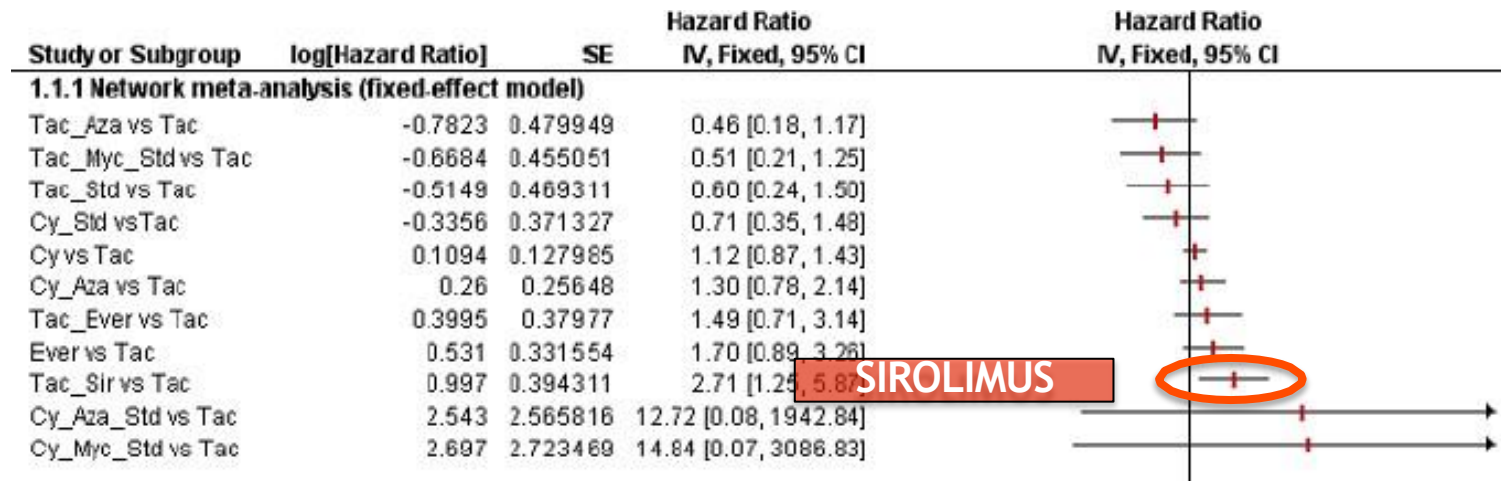 Hazard Ratio Hazard Ratio
Study or Subgroup log[Hazard Ratio] SE IV, Fixed, 95% CI IV, Fixed, 95% CI
1.1.1 Network meta-analysis (fixed-effect model)
Tac_Aza vs Tac -0.7823 0.479949 0.46 [0.18, 1.17]
Tac_Myc_Std vs Tac -0.6684 0.455051 0.51 [0.21, 1.25]
Tac_Std vs Tac -0.5149 0.469311 0.60 [0.24, 1.50]
Cy_Std vsTac -0.3356 0.371327 0.71 [0.35, 1.48]
Cy vs Tac 0.1094 0.127985 1.12 [0.87, 1.43]
Cy_Aza vs Tac 0.26 0.25648 1.30 [0.78, 2.14]
Tac_Ever vs Tac 0.3995 0.37977 1.49 [0.71, 3.14]
Ever vs Tac 0.531 0.331554 1.70 [0.89, 3.26]
Tac_Sir vs Tac 0.997 0.394311 2.71 [1.25, 5.87] SIROLIMUS
Cy_Aza_Std vs Tac 2.543 2.565816 12.72 [0.08, 1942.84]
Cy_Myc_Std vs Tac 2.697 2.723469 14.84 [0.07, 3086.83]